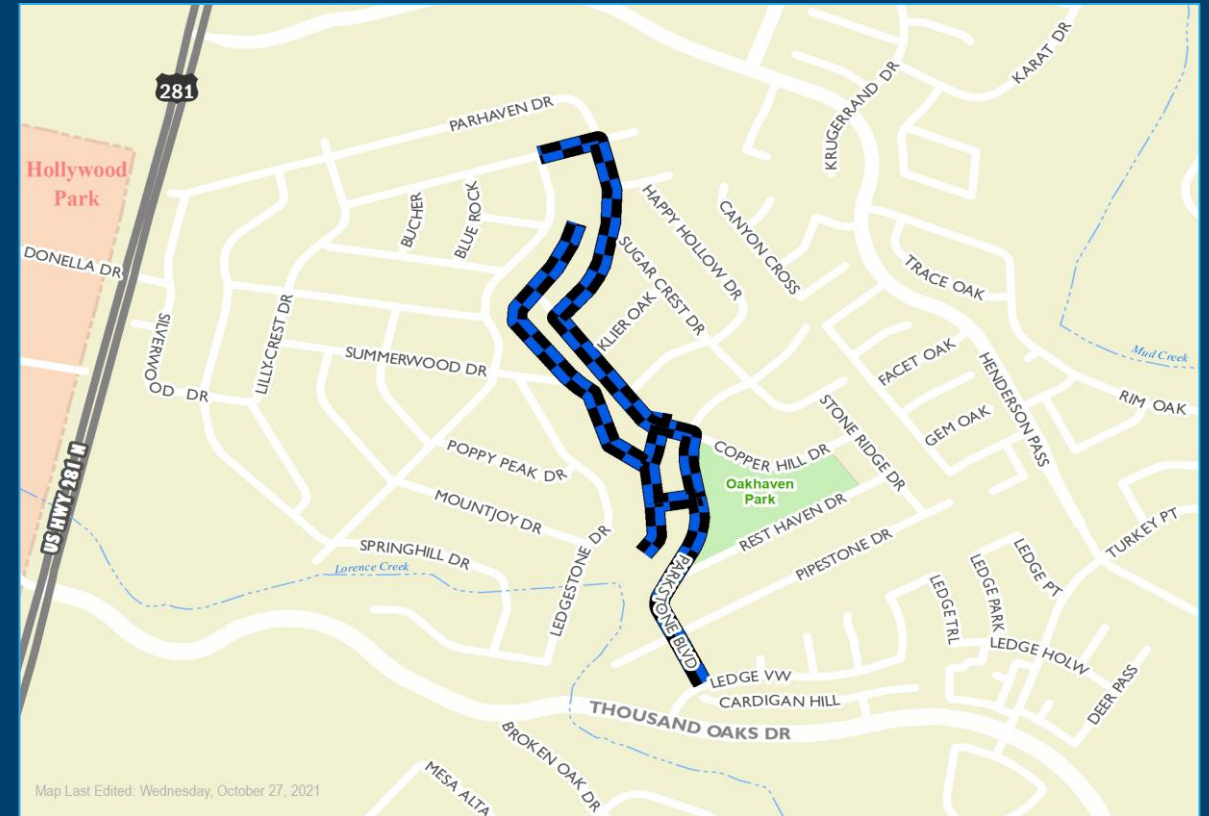 281
KARAT DR
PARHAVEN DR
KRUGERRAND DR
Hollywood
Park
BUCHER
BLUE ROCK
HAPPY HOLLOW DR
CANYON CROSS
DONELLA DR
SUGAR CREST DR
TRACE OAK
KLIER OAK
SILVERWO
OD DR
LILLY-CREST DR
SUMMERWOOD DR
FACET OAK
HENDERSON PASS
Mud Creek
RIM OAK
GEM OAK
STONE RIDGE DR
COPPER HILL DR
POPPY PEAK DR
Oakhaven
Park
MOUNTJOY DR
REST HAVEN DR
US HWY 281 N
SPRINGHILL DR
Lorence Creek
LEDGESTONE DR
PIPESTONE DR
TURKEY PT
LEDGE PT
LEDGE PARK
LEDGE TRL
PARKSTONE BLVD
LEDGE HOLW
LEDGE VW
CARDIGAN HILL
DEER PASS
THOUSAND OAKS DR
BROKEN OAK DR
MESA ALTA
Map Last Edited: Wednesday, October 27, 2021